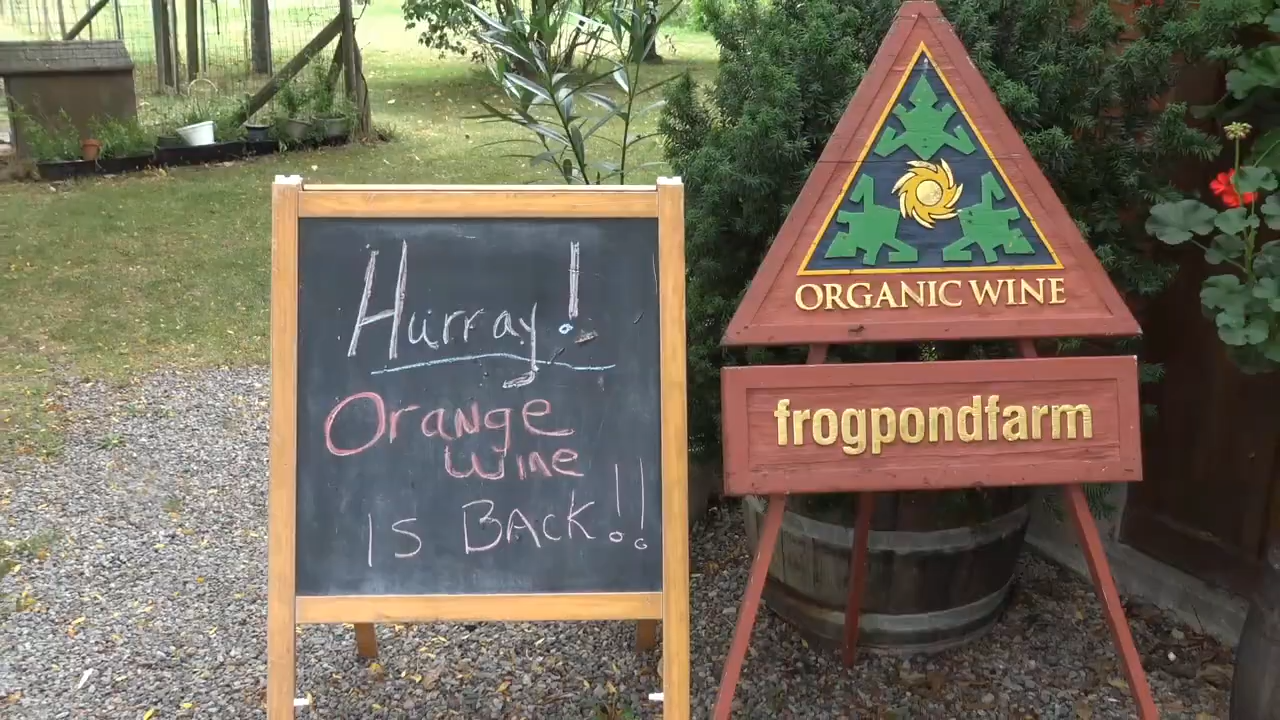 Hurray!
Orange
Wine
IS BACK!!
ORGANIC WINE
frogpondfarm